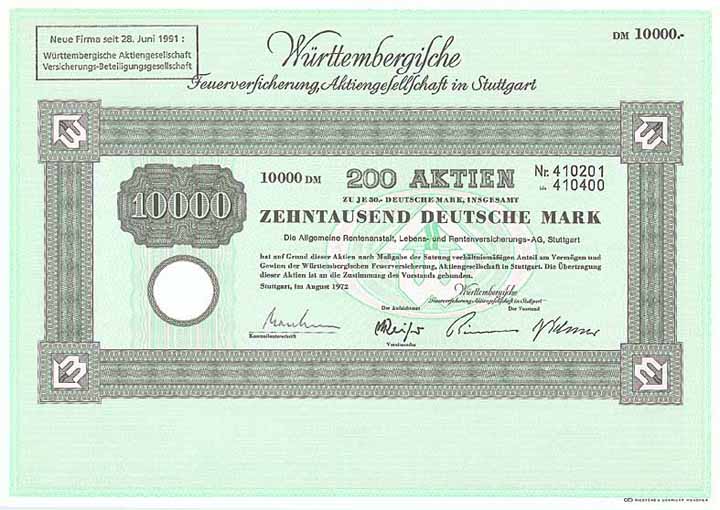 Neue Firma seit 28. Juni 1991 :
Württembergische Aktiengesellschaft
Versicherungs-Beteiligungsgesellschaft
DM 10000.-
Württembergische
Feuerversicherung, Aktiengesellschaft in Stuttgart
10000
10000 DM 200 AKTIEN Nr. 410201
bis 410400
ZU JE 50.- DEUTSCHE MARK, INSGESAMT
ZEHNTAUSEND DEUTSCHE MARK
Die Allgemeine Rentenanstalt, Lebens- und Rentenversicherungs-AG, Stuttgart
hat auf Grund dieser Aktien nach Maßgabe der Satzung verhältnismäßigen Anteil am Vermögen und
Gewinn der Württembergischen Feuerversicherung, Aktiengesellschaft in Stuttgart. Die Übertragung
dieser Aktien ist an die Zustimmung des Vorstands gebunden.
Stuttgart, im August 1972
Württembergische
Feuerversicherung, Aktiengesellschaft in Stuttgart
Der Aufsichtsrat Der Vorstand
Kontrollunterschrift
Vorsitzender